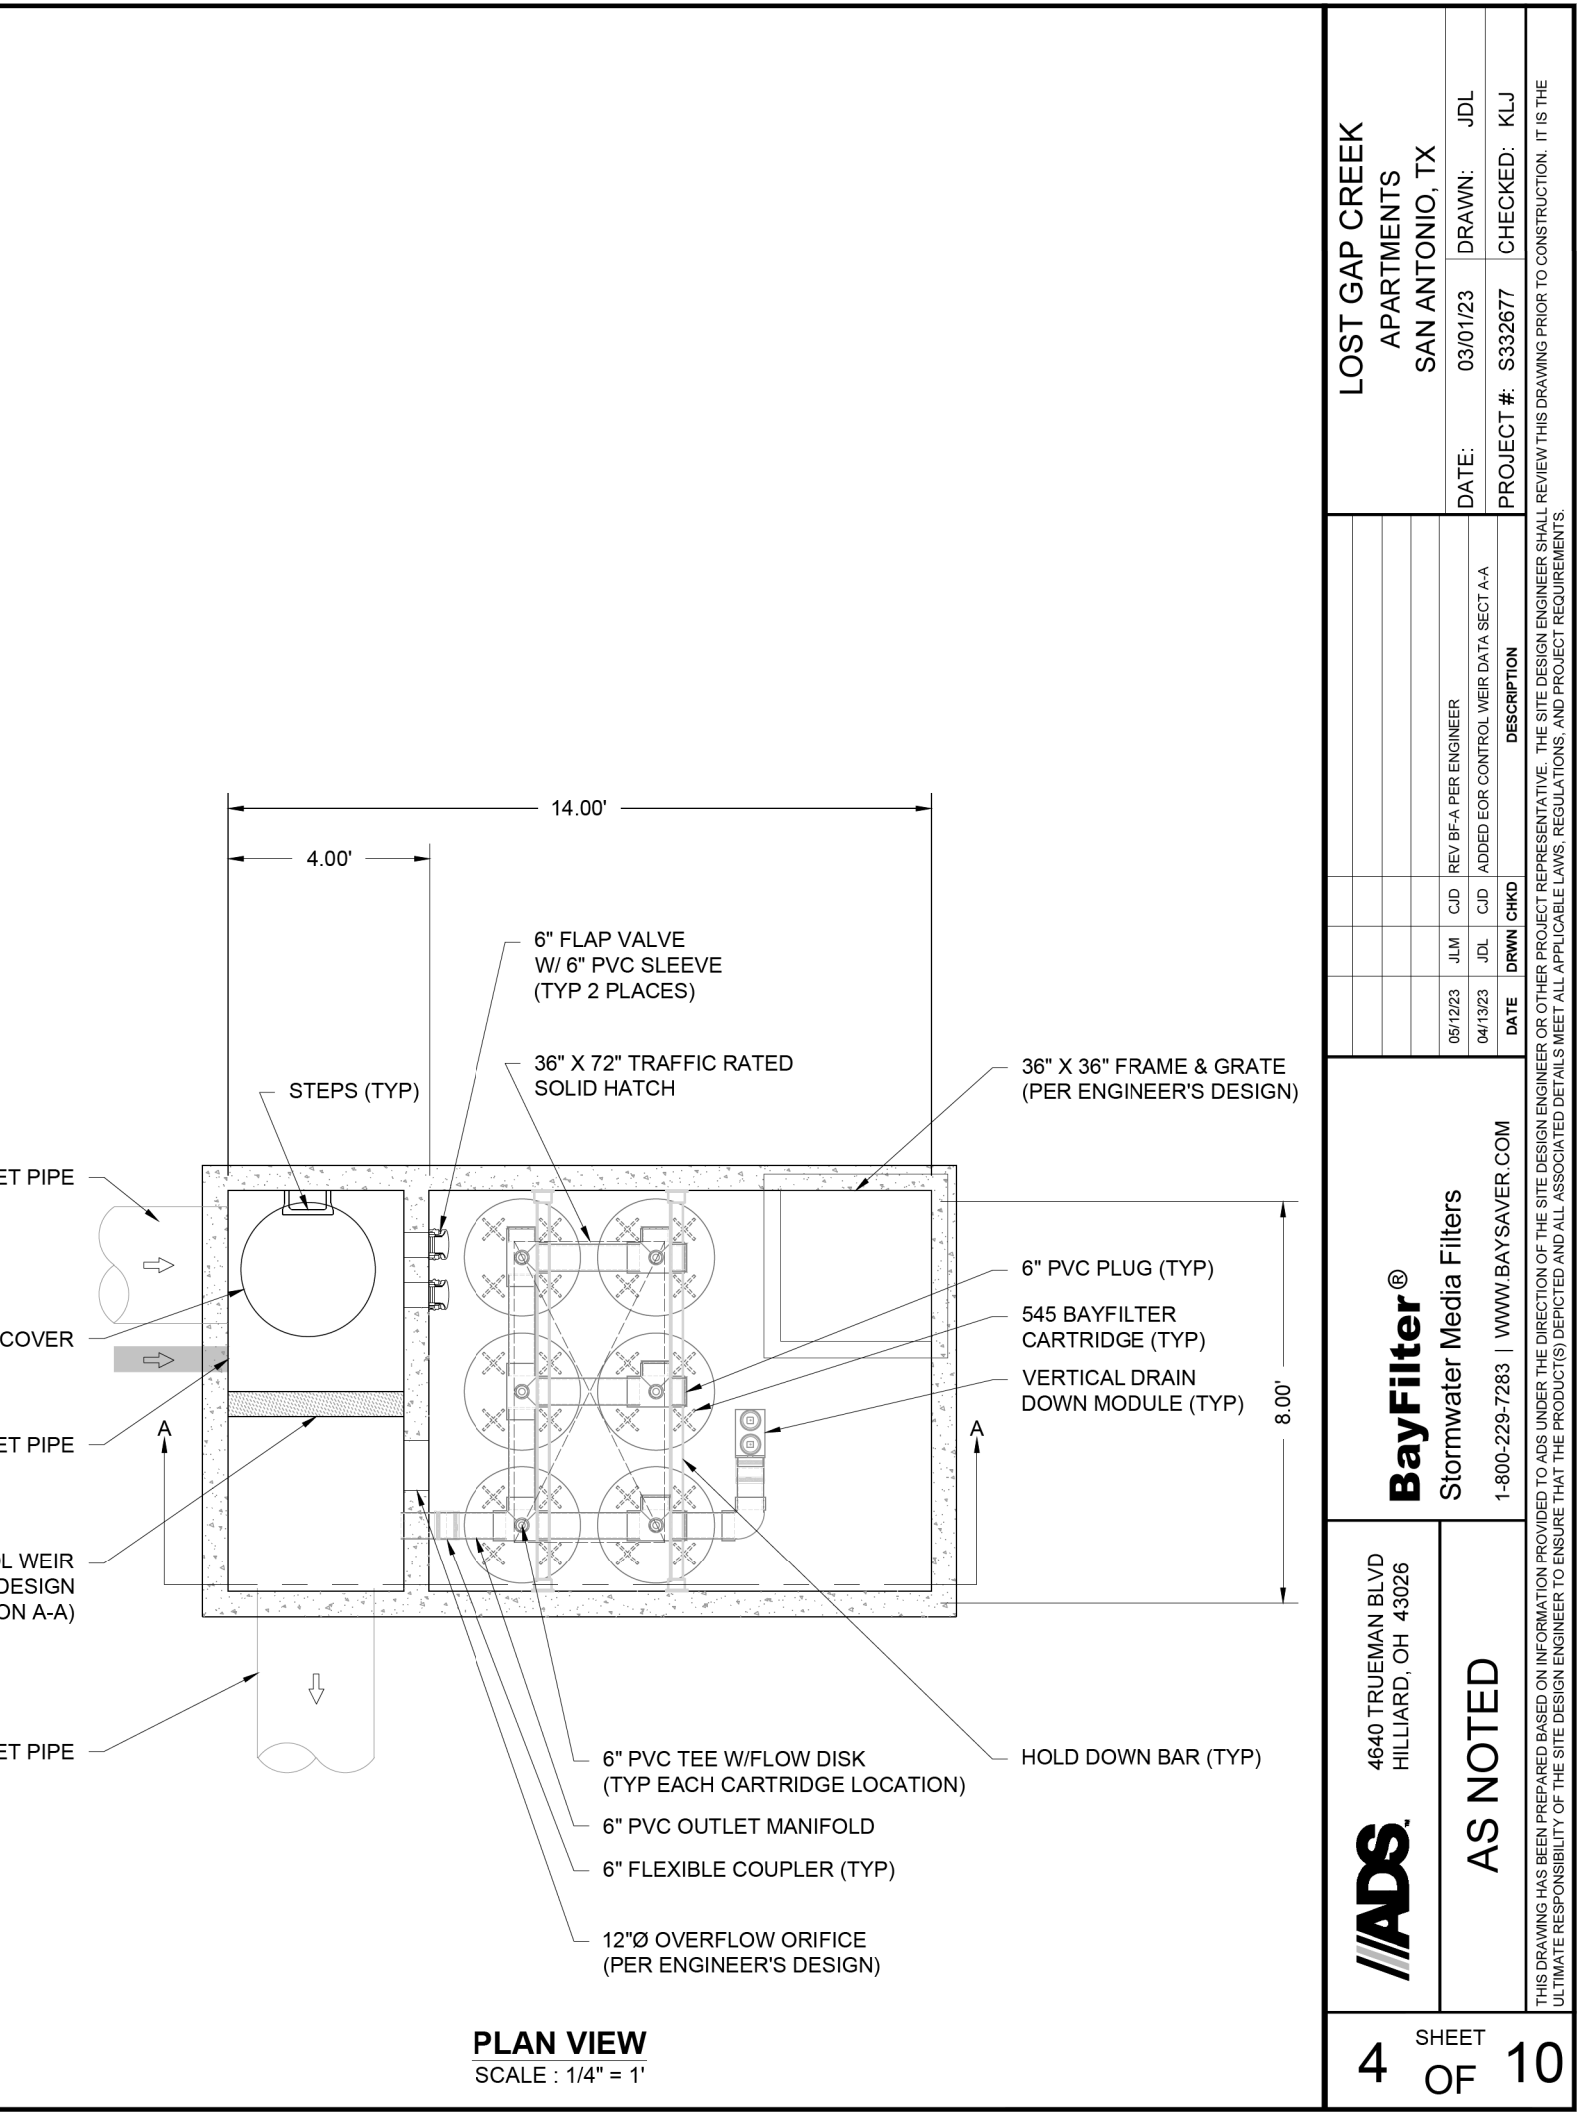 14.00'
4.00'
6" FLAP VALVE
W/ 6" PVC SLEEVE
(TYP 2 PLACES)
36" X 72" TRAFFIC RATED
SOLID HATCH
STEPS (TYP)
36" X 36" FRAME & GRATE
(PER ENGINEER'S DESIGN)
ET PIPE
COVER
ET PIPE
OL WEIR
DESIGN
ON A-A)
ET PIPE
A
A
6" PVC PLUG (TYP)
545 BAYFILTER
CARTRIDGE (TYP)
VERTICAL DRAIN
DOWN MODULE (TYP)
8.00'
HOLD DOWN BAR (TYP)
6" PVC TEE W/FLOW DISK
(TYP EACH CARTRIDGE LOCATION)
6" PVC OUTLET MANIFOLD
6" FLEXIBLE COUPLER (TYP)
12"Ø OVERFLOW ORIFICE
(PER ENGINEER'S DESIGN)
PLAN VIEW
SCALE : 1/4" = 1'
LOST GAP CREEK
APARTMENTS
SAN ANTONIO, TX
DATE: 03/01/23 DRAWN: JDL
PROJECT #: S332677 CHECKED: KLJ
05/12/23 JLM CJD REV BF-A PER ENGINEER
04/13/23 JDL CJD ADDED EOR CONTROL WEIR DATA SECT A-A
DATE DRWN CHKD DESCRIPTION
BayFilter®
Stormwater Media Filters
1-800-229-7283 | WWW.BAYSAVER.COM
4640 TRUEMAN BLVD
HILLIARD, OH 43026
ADS™
AS NOTED
THIS DRAWING HAS BEEN PREPARED BASED ON INFORMATION PROVIDED TO ADS UNDER THE DIRECTION OF THE SITE DESIGN ENGINEER OR OTHER PROJECT REPRESENTATIVE. THE SITE DESIGN ENGINEER SHALL REVIEW THIS DRAWING PRIOR TO CONSTRUCTION. IT IS THE
ULTIMATE RESPONSIBILITY OF THE SITE DESIGN ENGINEER TO ENSURE THAT THE PRODUCT(S) DEPICTED AND ALL ASSOCIATED DETAILS MEET ALL APPLICABLE LAWS, REGULATIONS, AND PROJECT REQUIREMENTS.
SHEET
4 OF 10